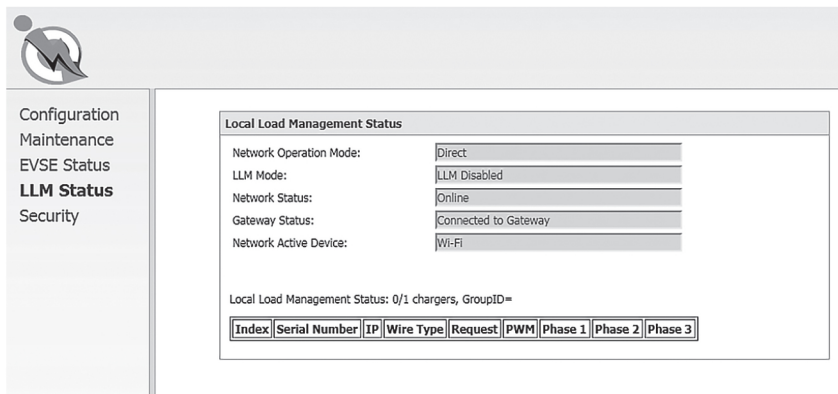 Configuration
Maintenance
EVSE Status
LLM Status
Security
Local Load Management Status
Network Operation Mode: Direct
LLM Mode: LLM Disabled
Network Status: Online
Gateway Status: Connected to Gateway
Network Active Device: Wi-Fi
Local Load Management Status: 0/1 chargers, GroupID=
Index Serial Number IP Wire Type Request PWM Phase 1 Phase 2 Phase 3